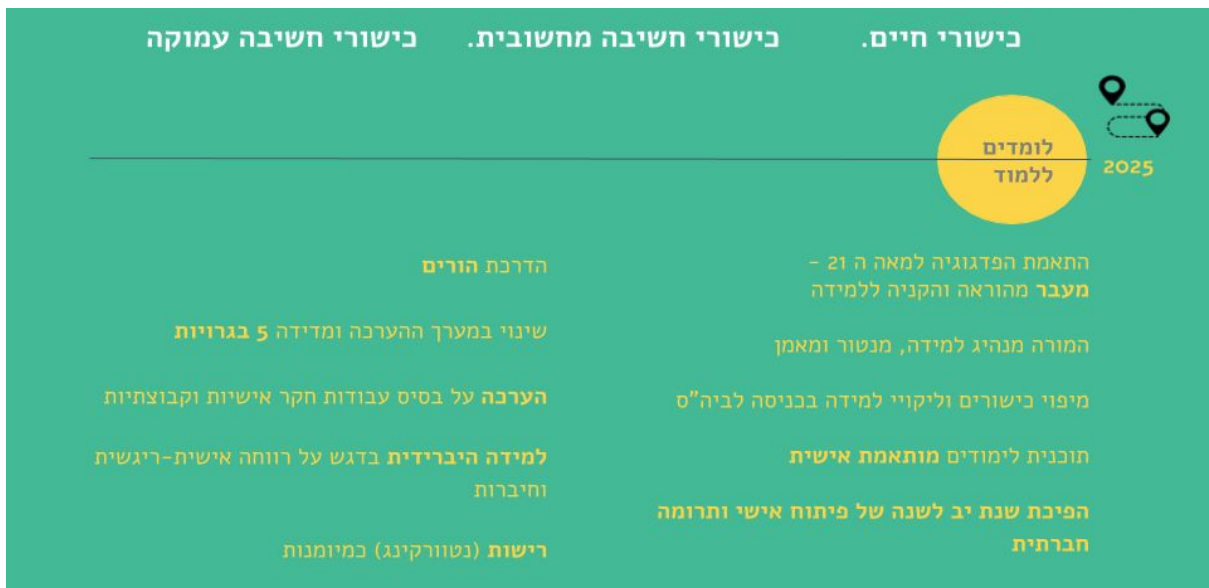 כישורי חיים. כישורי חשיבה מחשובית. כישורי חשיבה עמוקה
לומדים
ללמוד
2025
התאמת הפדגוגיה למאה ה 21 –
מעבר מהוראה והקניה ללמידה
המורה מנהיג למידה, מנטור ומאמן
מיפוי כישורים וליקויי למידה בכניסה לביה"ס
תוכנית לימודים מותאמת אישית
הפיכת שנת יב לשנה של פיתוח אישי ותרומה
חברתית
הדרכת הורים
שינוי במערך ההערכה ומדידה 5 בגרויות
הערכה על בסיס עבודות חקר אישיות וקבוצתיות
למידה היברידית בדגש על רווחה אישית-ריגשית
וחיברות
רישות (נטוורקינג) כמיומנות